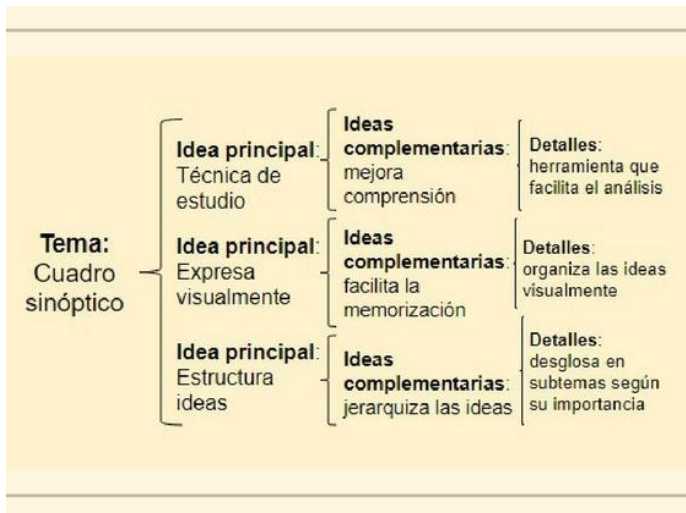 Tema:
Cuadro
sinóptico
Idea principal:
Técnica de
estudio
Ideas
complementarias:
mejora
comprensión
Detalles:
herramienta que
facilita el análisis
Idea principal:
Expresa
visualmente
Ideas
complementarias:
facilita la
memorización
Detalles:
organiza las ideas
visualmente
Idea principal:
Estructura
ideas
Ideas
complementarias:
jerarquiza las ideas
Detalles:
desglosa en
subtemas según
su importancia